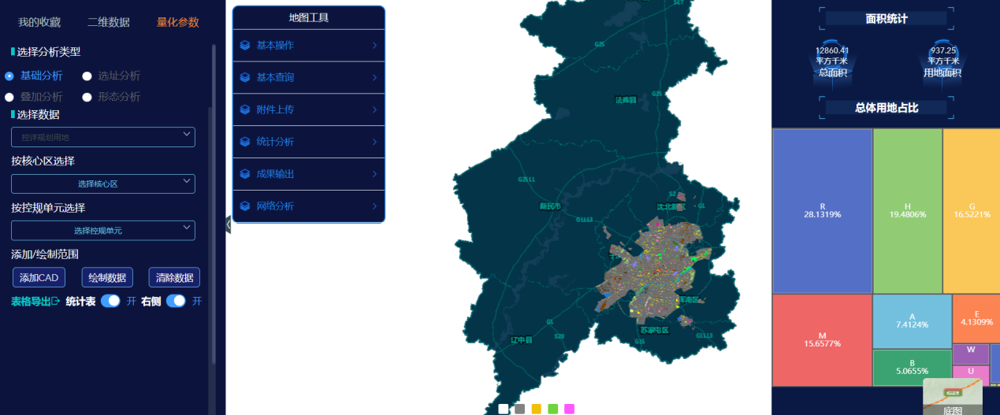 我的收藏 二维数据 量化参数
选择分析类型
基础分析 选址分析
叠加分析 形态分析
选择数据
控详规划用地
按核心区选择
选择核心区
按控规单元选择
选择控规单元
添加/绘制范围
添加CAD 绘制数据 清除数据
表格导出 统计表 开 右侧 开
地图工具
基本操作
基本查询
附件上传
统计分析
成果输出
网络分析
S17
G25
G25
法库县
G2511
S2
新民市
沈北新区
G1
G1113
浑南区
苏家屯区
G1
S20
辽中县
G15
G1113
面积统计
12860.41
平方千米
总面积
937.25
平方千米
用地面积
总体用地占比
R
28.1319%
H
19.4806%
G
16.5221%
M
15.6577%
A
7.4124%
E
4.1309%
B
5.0655%
W
U
G25
底图